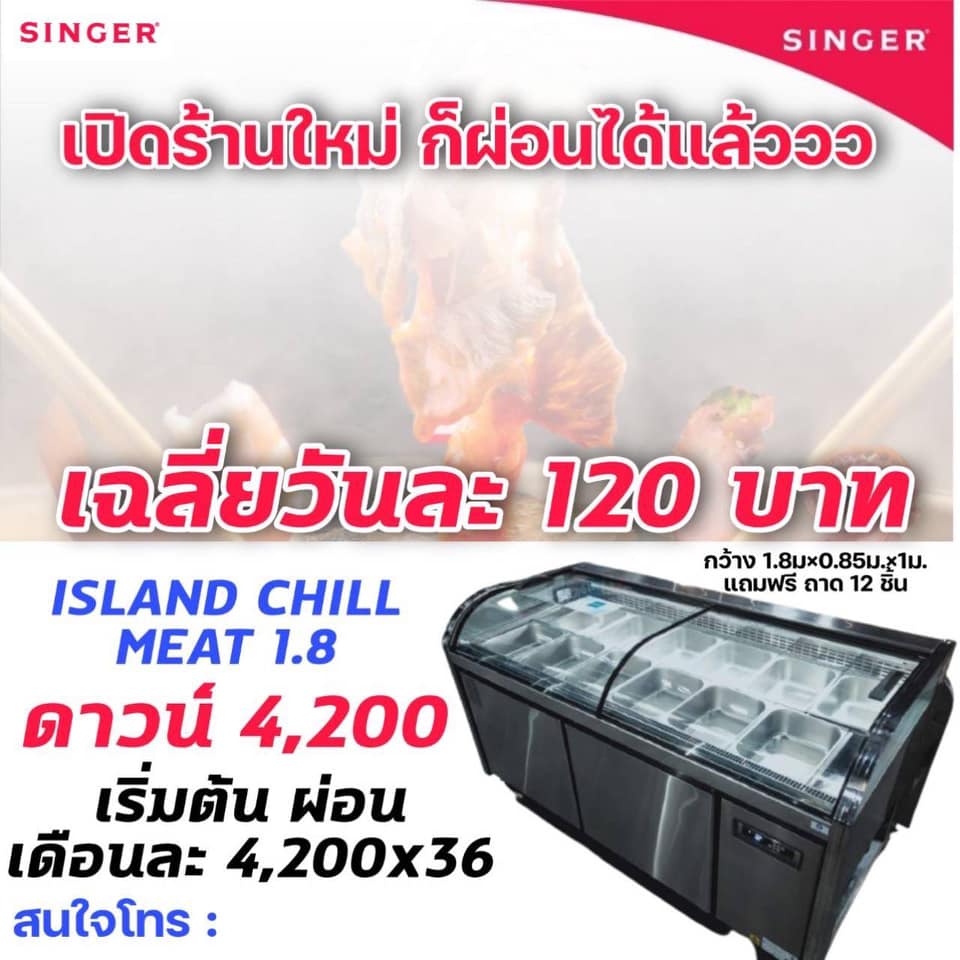 SINGER
SINGER
เปิดร้านใหม่ ก็ผ่อนได้แล้ววว
เฉลี่ยวันละ 120 บาท
กว้าง 1.8ม×0.85ม.×1ม.
แถมฟรี ถาด 12 ชิ้น
ISLAND CHILL
MEAT 1.8
ดาวน์ 4,200
เริ่มต้น ผ่อน
เดือนละ 4,200x36
สนใจโทร :